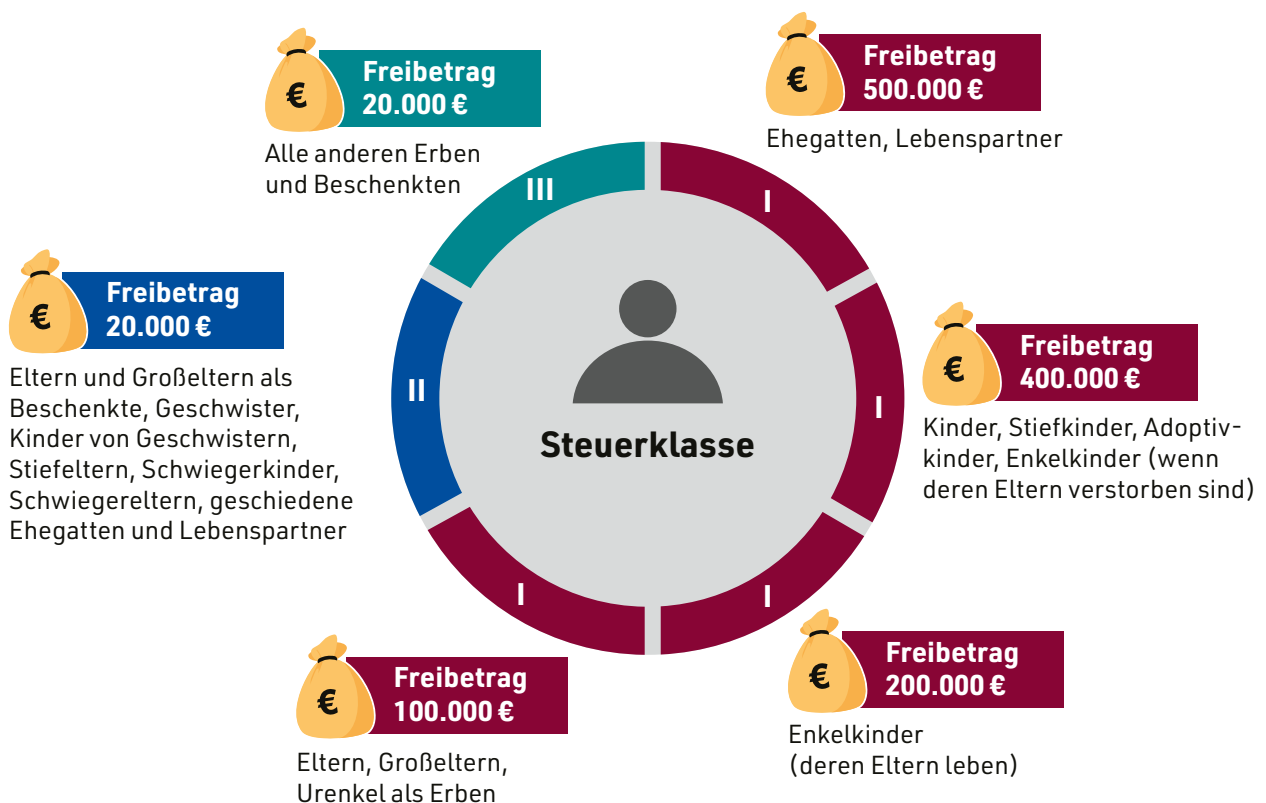 €
Freibetrag
20.000 €
Alle anderen Erben
und Beschenkten
€
Freibetrag
500.000 €
Ehegatten, Lebenspartner
III
I
€
Freibetrag
20.000 €
Eltern und Großeltern als
Beschenkte, Geschwister,
Kinder von Geschwistern,
Stiefeltern, Schwiegerkinder,
Schwiegereltern, geschiedene
Ehegatten und Lebenspartner
II
Steuerklasse
I
€
Freibetrag
400.000 €
Kinder, Stiefkinder, Adoptiv-
kinder, Enkelkinder (wenn
deren Eltern verstorben sind)
I
I
€
Freibetrag
100.000 €
Eltern, Großeltern,
Urenkel als Erben
€
Freibetrag
200.000 €
Enkelkinder
(deren Eltern leben)